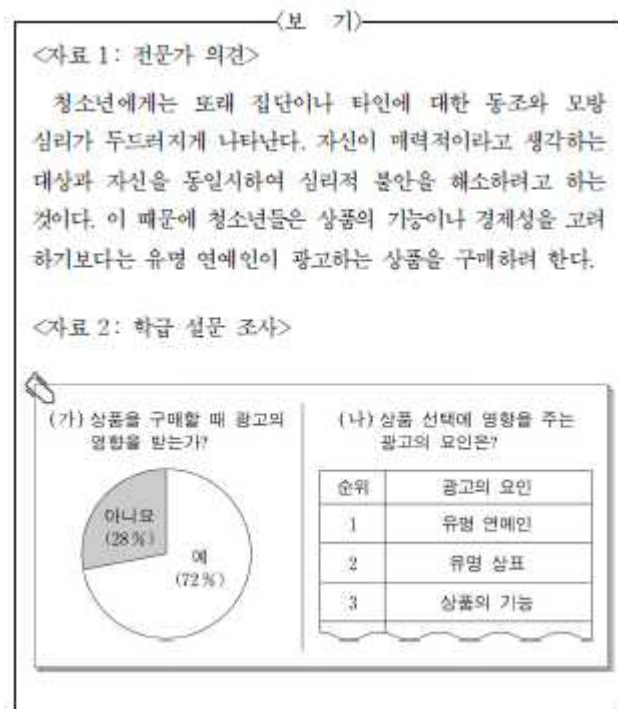 <보 기>
<자료 1: 전문가 의견>
청소년에게는 또래 집단이나 타인에 대한 동조와 모방
심리가 두드러지게 나타난다. 자신이 매력적이라고 생각하는
대상과 자신을 동일시하여 심리적 불안을 해소하려고 하는
것이다. 이 때문에 청소년들은 상품의 기능이나 경제성을 고려
하기보다는 유명 연예인이 광고하는 상품을 구매하려 한다.
<자료 2: 학급 설문 조사>
(가) 상품을 구매할 때 광고의
영향을 받는가?
아니요
(28%)
예
(72%)
(나) 상품 선택에 영향을 주는
광고의 요인은?
순위 광고의 요인
1 유명 연예인
2 유명 상표
3 상품의 기능